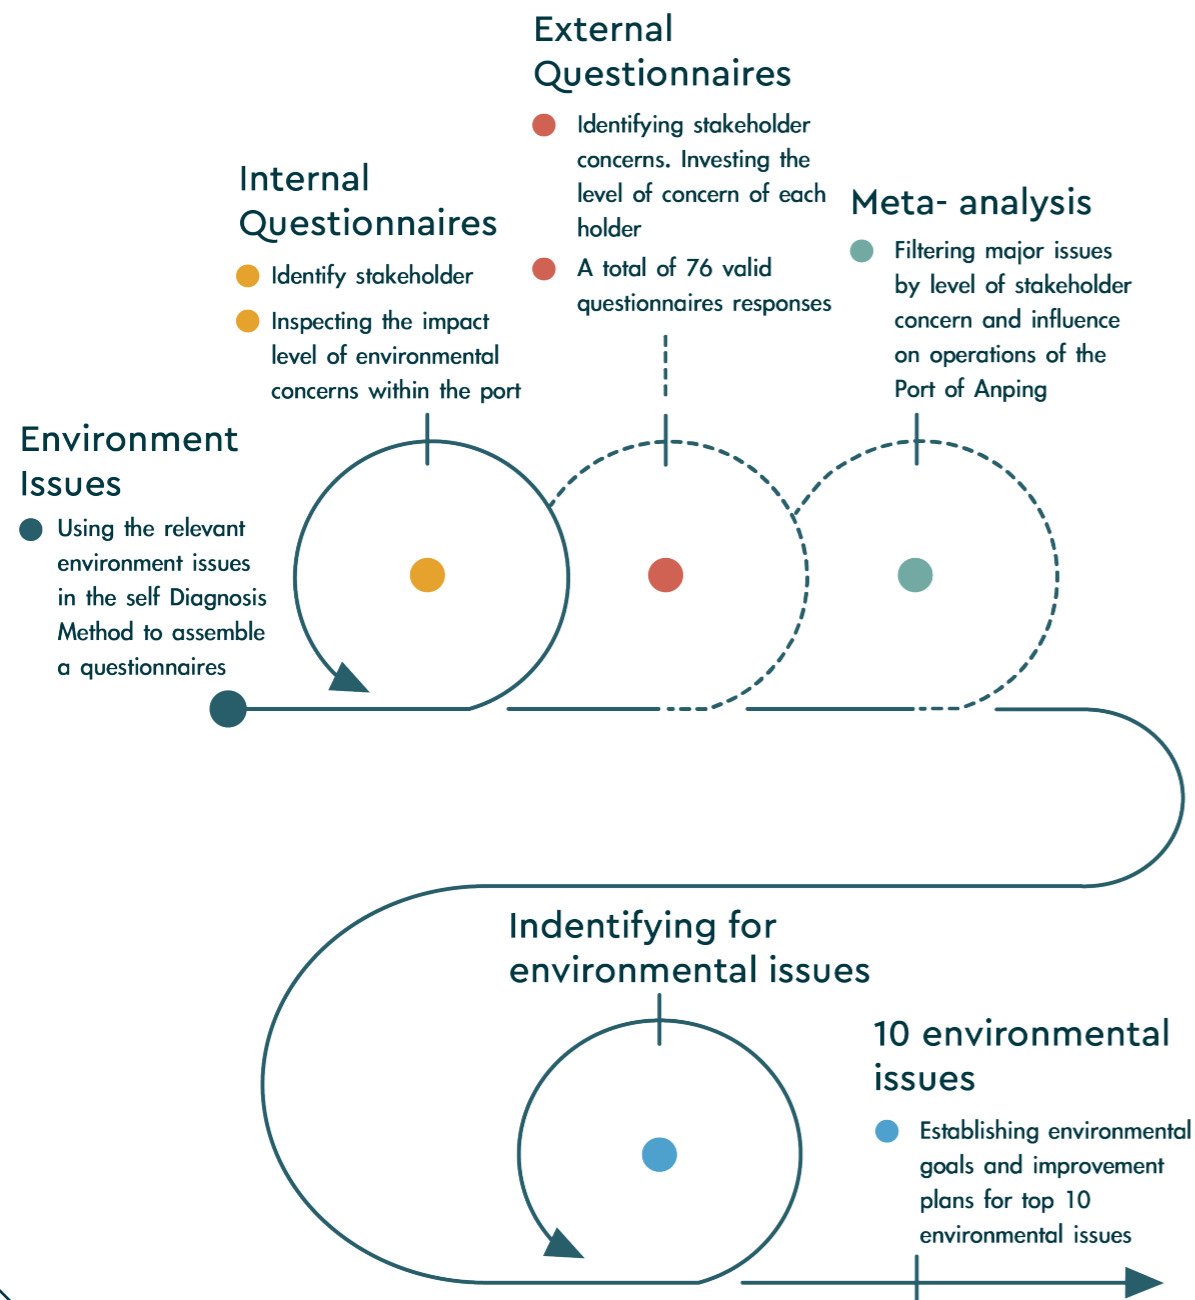 External
Questionnaires
Identifying stakeholder
concerns. Investing the
level of concern of each
holder
A total of 76 valid
questionnaires responses
Internal
Questionnaires
Identify stakeholder
Inspecting the impact
level of environmental
concerns within the port
Meta- analysis
Filtering major issues
by level of stakeholder
concern and influence
on operations of the
Port of Anping
Environment
Issues
Using the relevant
environment issues
in the self Diagnosis
Method to assemble
a questionnaires
Indentifying for
environmental issues
10 environmental
issues
Establishing environmental
goals and improvement
plans for top 10
environmental issues